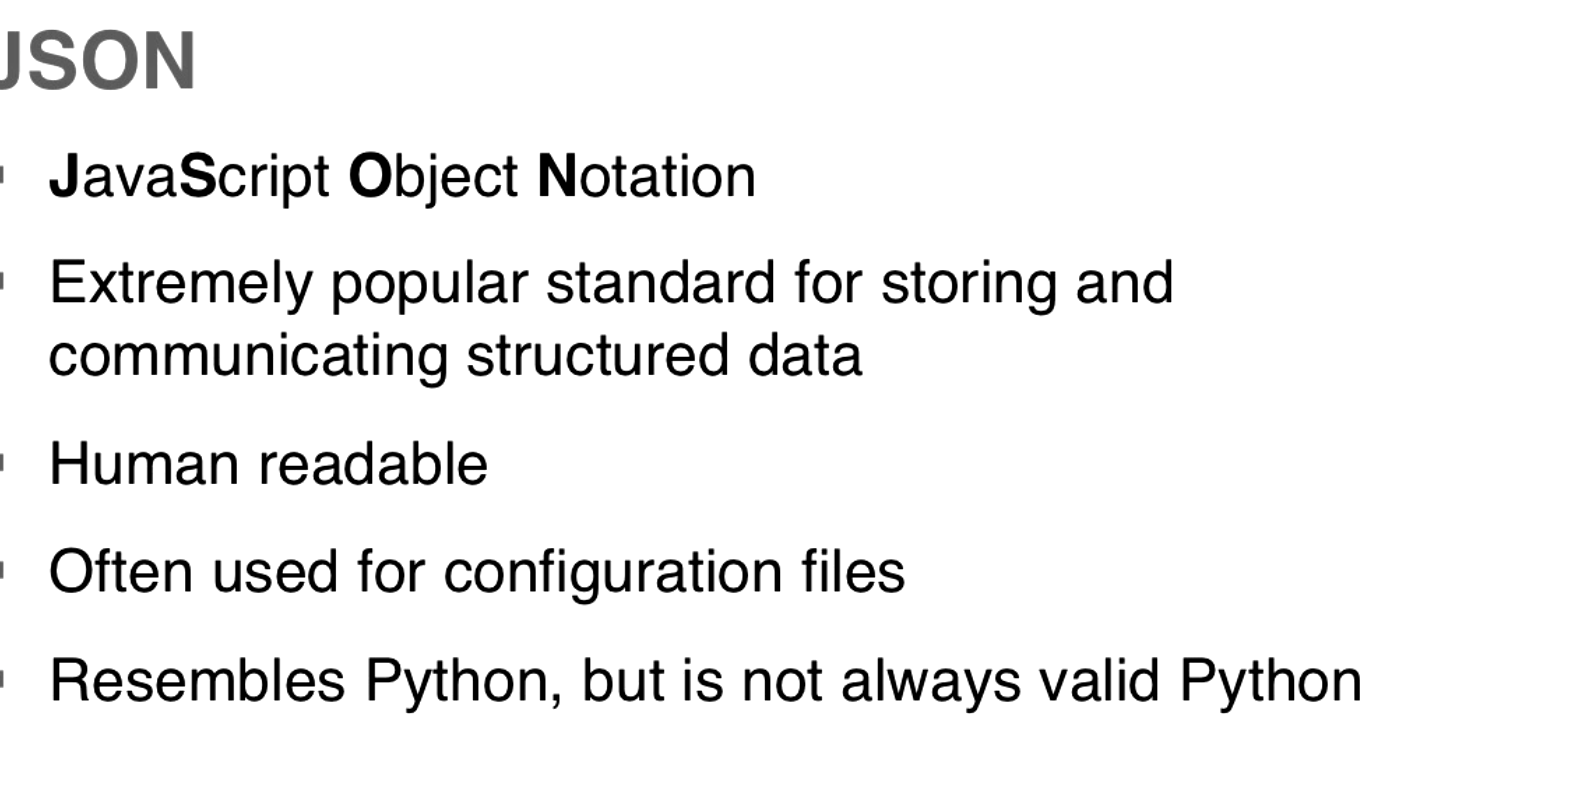 JSON
JavaScript Object Notation
Extremely popular standard for storing and
communicating structured data
Human readable
Often used for configuration files
Resembles Python, but is not always valid Python